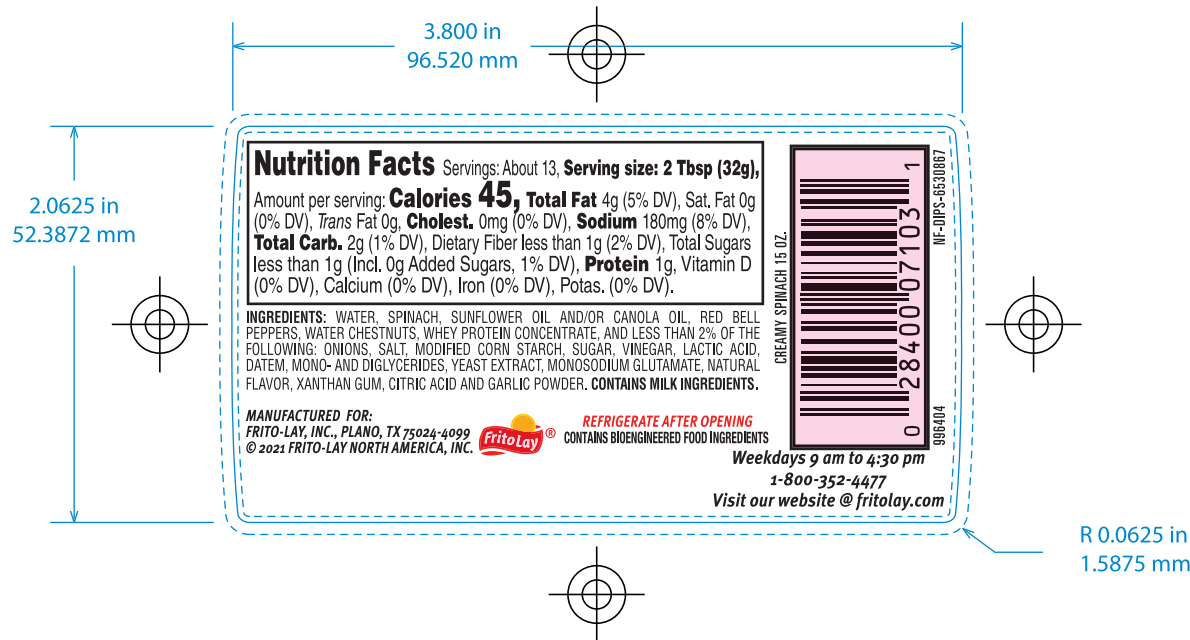 3.800 in
96.520 mm
2.0625 in
52.3872 mm
Nutrition Facts Servings: About 13, Serving size: 2 Tbsp (32g),
Amount per serving: Calories 45, Total Fat 4g (5% DV), Sat. Fat 0g
(0% DV), Trans Fat 0g, Cholest. 0mg (0% DV), Sodium 180mg (8% DV),
Total Carb. 2g (1% DV), Dietary Fiber less than 1g (2% DV), Total Sugars
less than 1g (Incl. 0g Added Sugars, 1% DV), Protein 1g, Vitamin D
(0% DV), Calcium (0% DV), Iron (0% DV), Potas. (0% DV).
INGREDIENTS: WATER, SPINACH, SUNFLOWER OIL AND/OR CANOLA OIL, RED BELL
PEPPERS, WATER CHESTNUTS, WHEY PROTEIN CONCENTRATE, AND LESS THAN 2% OF THE
FOLLOWING: ONIONS, SALT, MODIFIED CORN STARCH, SUGAR, VINEGAR, LACTIC ACID,
DATEM, MONO- AND DIGLYCERIDES, YEAST EXTRACT, MONOSODIUM GLUTAMATE, NATURAL
FLAVOR, XANTHAN GUM, CITRIC ACID AND GARLIC POWDER. CONTAINS MILK INGREDIENTS.
MANUFACTURED FOR:
FRITO-LAY, INC., PLANO, TX 75024-4099
© 2021 FRITO-LAY NORTH AMERICA, INC.
FritoLay ®
REFRIGERATE AFTER OPENING
CONTAINS BIOENGINEERED FOOD INGREDIENTS
CREAMY SPINACH 15 OZ.
0 28400 07103 1
996404
NF-DIPS-6530867
Weekdays 9 am to 4:30 pm
1-800-352-4477
Visit our website @ fritolay.com
R 0.0625 in
1.5875 mm